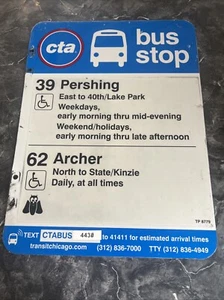 cta
bus
stop
39 Pershing
East to 40th/Lake Park
Weekdays,
early morning thru mid-evening
Weekend/holidays,
early morning thru late afternoon
62 Archer
North to State/Kinzie
Daily, at all times
TEXT CTABUS 4430 to 41411 for estimated arrival times
transitchicago.com (312) 836-7000 TTY (312) 836-4949